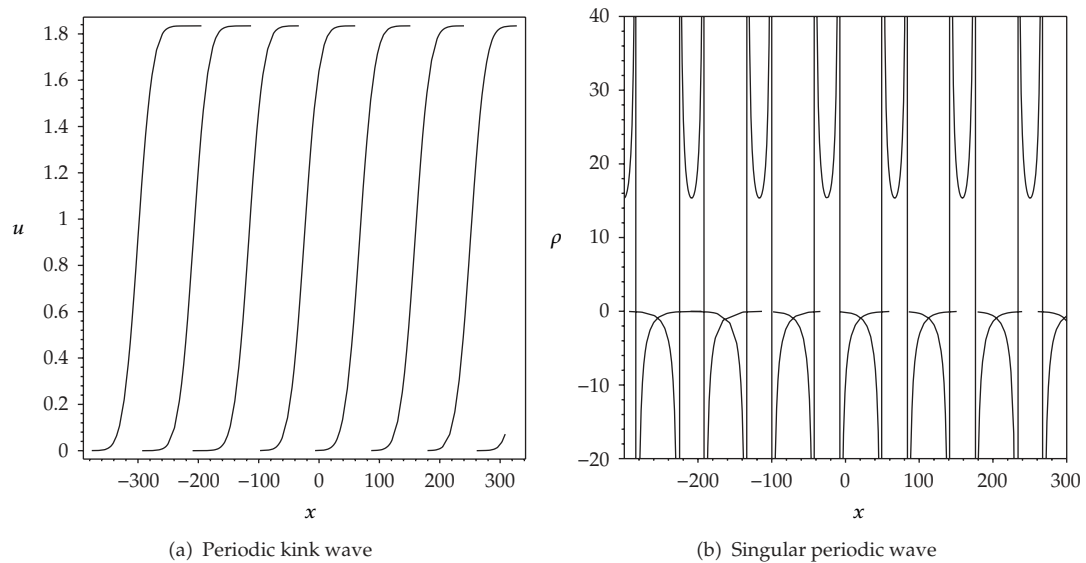 1.8
1.6
1.4
1.2
1
0.8
0.6
0.4
0.2
0
u
−300 −200 −100 0 100 200 300
x
(a) Periodic kink wave
40
30
20
10
0
−10
−20
ρ
−200 −100 0 100 200 300
x
(b) Singular periodic wave